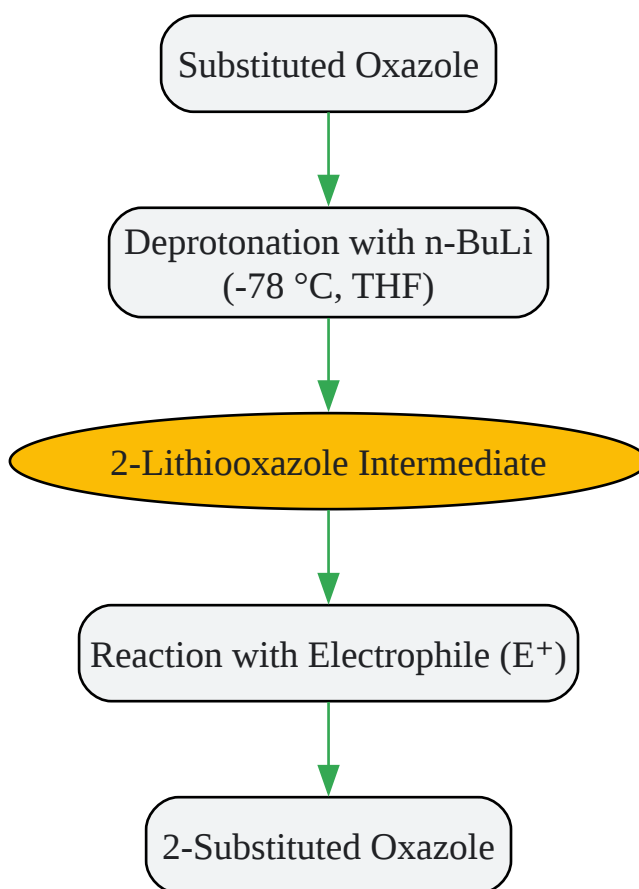 Substituted Oxazole
Deprotonation with n-BuLi
(-78 °C, THF)
2-Lithiooxazole Intermediate
Reaction with Electrophile (E⁺)
2-Substituted Oxazole